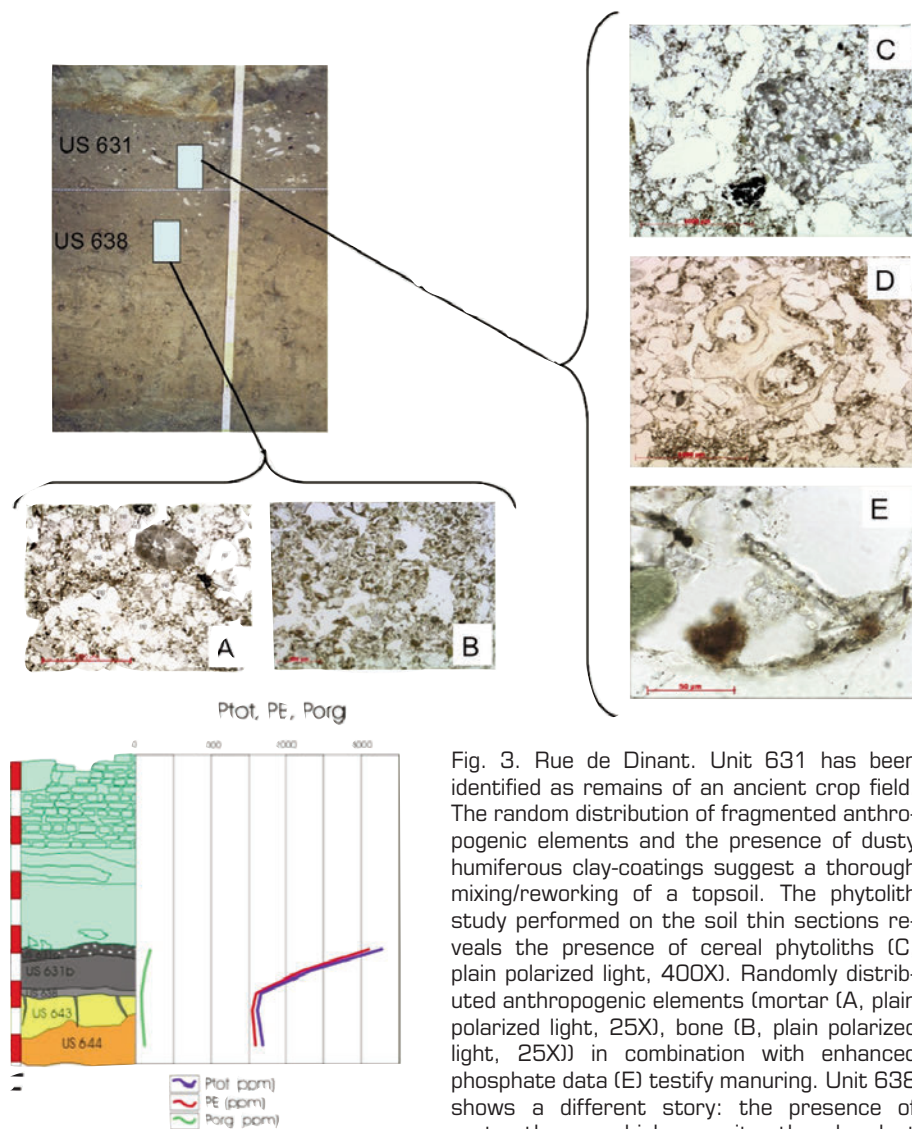 C
US 631
US 638
D
E
50 µm
A
B
Ptot, PE, Porg
0
US 631b
US 643
US 644
Ptot (ppm)
PE (ppm)
Porg (ppm)
Fig. 3. Rue de Dinant. Unit 631 has been
identified as remains of an ancient crop field.
The random distribution of fragmented anthro-
pogenic elements and the presence of dusty
humiferous clay-coatings suggest a thorough
mixing/reworking of a topsoil. The phytolith
study performed on the soil thin sections re-
veals the presence of cereal phytoliths (C,
plain polarized light, 400X). Randomly distrib-
uted anthropogenic elements (mortar (A, plain
polarized light, 25X), bone (B, plain polarized
light, 25X)) in combination with enhanced
phosphate data (E) testify manuring. Unit 638
shows a different story: the presence of